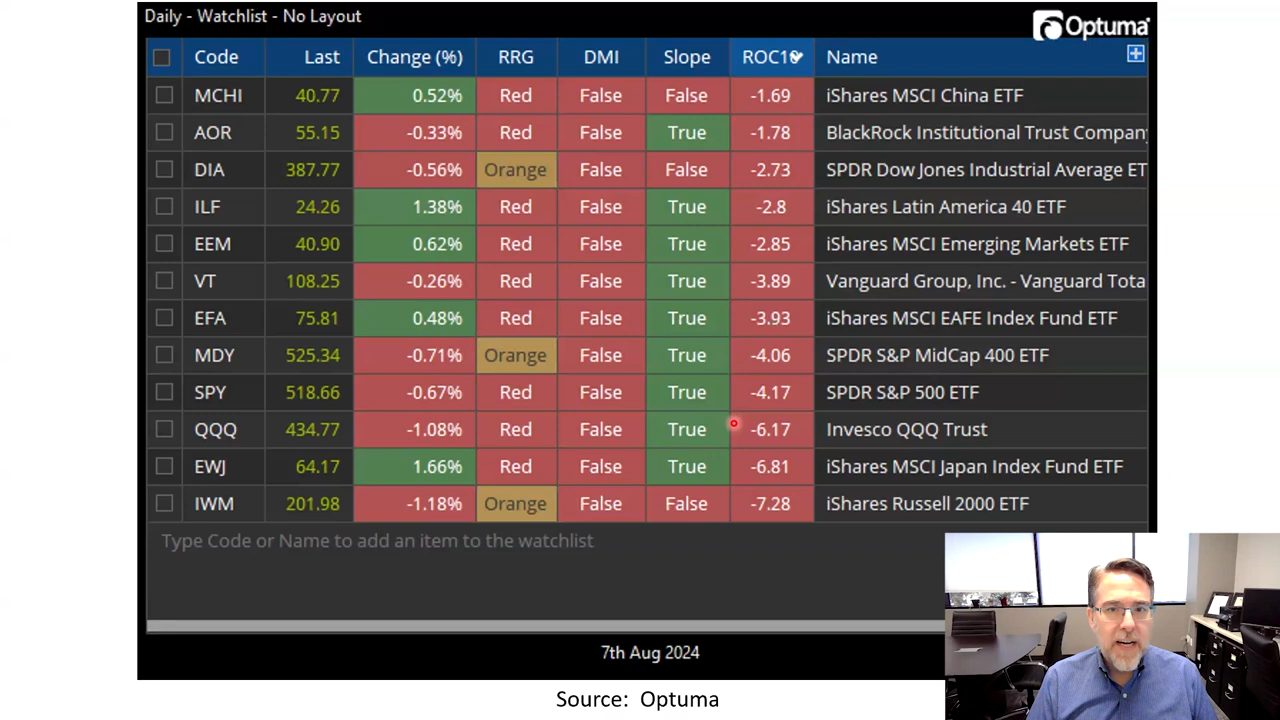 Daily - Watchlist - No Layout
Optuma
Code Last Change (%) RRG DMI Slope ROC10 Name
MCHI 40.77 0.52% Red False False -1.69 iShares MSCI China ETF
AOR 55.15 -0.33% Red False True -1.78 BlackRock Institutional Trust Company
DIA 387.77 -0.56% Orange False False -2.73 SPDR Dow Jones Industrial Average ET
ILF 24.26 1.38% Red False True -2.8 iShares Latin America 40 ETF
EEM 40.90 0.62% Red False True -2.85 iShares MSCI Emerging Markets ETF
VT 108.25 -0.26% Red False True -3.89 Vanguard Group, Inc. - Vanguard Tota
EFA 75.81 0.48% Red False True -3.93 iShares MSCI EAFE Index Fund ETF
MDY 525.34 -0.71% Orange False True -4.06 SPDR S&P MidCap 400 ETF
SPY 518.66 -0.67% Red False True -4.17 SPDR S&P 500 ETF
QQQ 434.77 -1.08% Red False True -6.17 Invesco QQQ Trust
EWJ 64.17 1.66% Red False True -6.81 iShares MSCI Japan Index Fund ETF
IWM 201.98 -1.18% Orange False False -7.28 iShares Russell 2000 ETF
Type Code or Name to add an item to the watchlist
7th Aug 2024
Source: Optuma